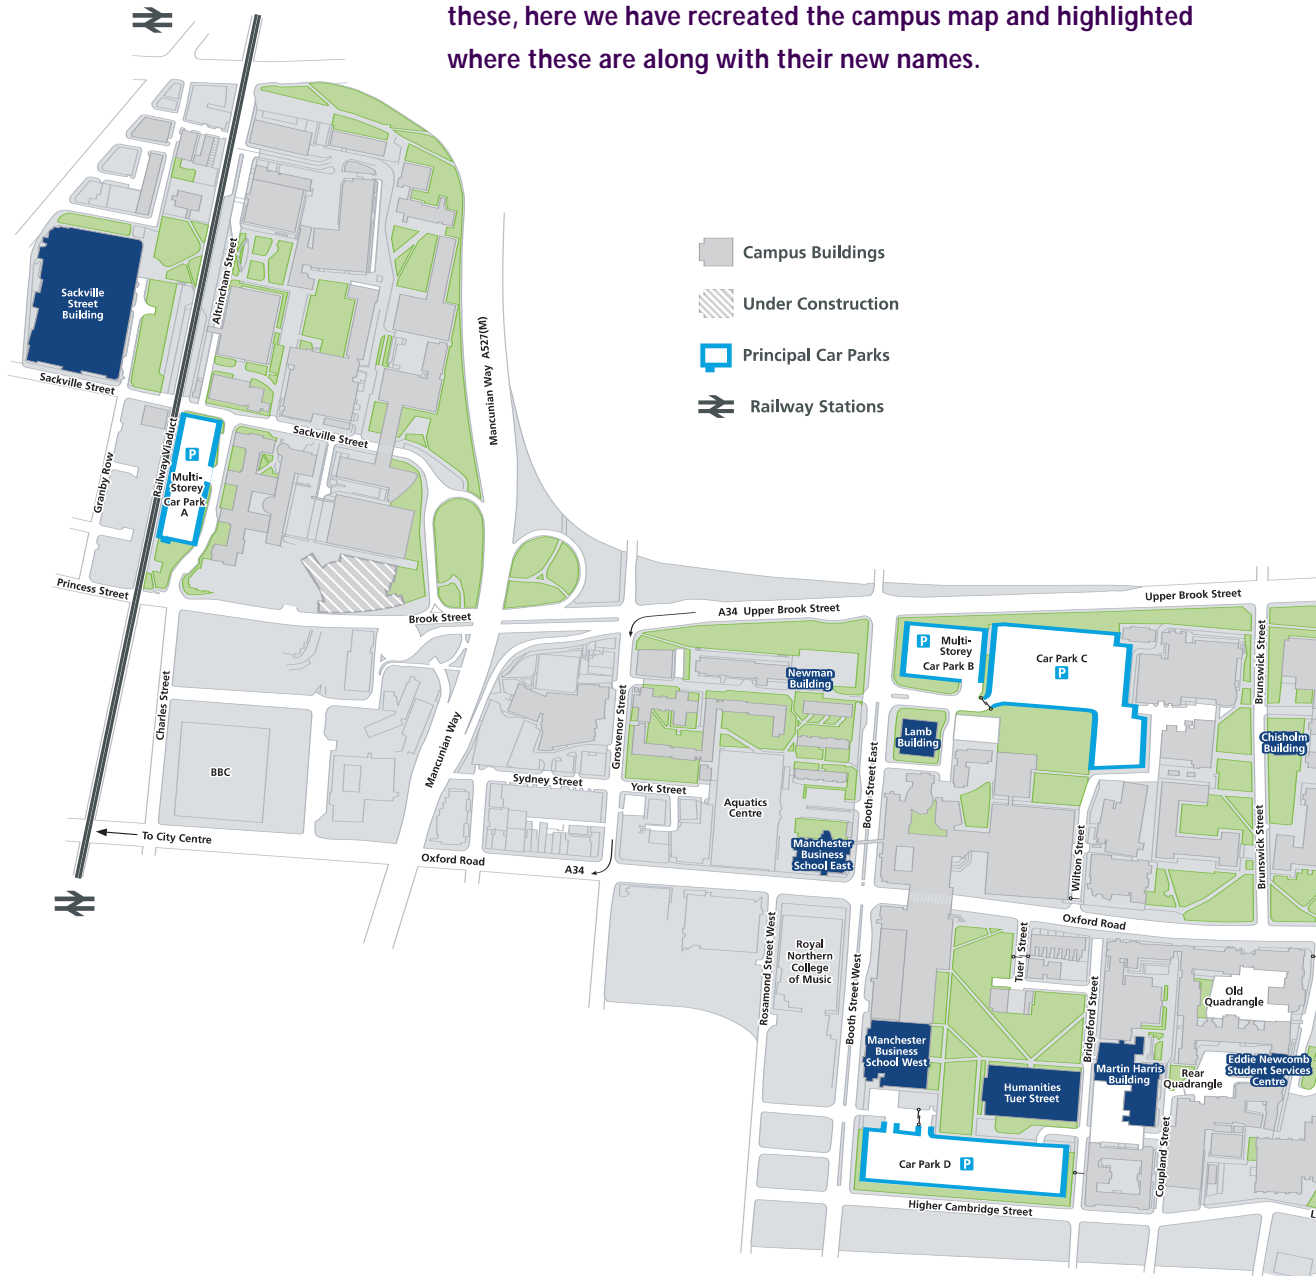 these, here we have recreated the campus map and highlighted
where these are along with their new names.
Campus Buildings
Under Construction
Principal Car Parks
Railway Stations
Sackville
Street
Building
Altrincham Street
Mancunian Way A527(M)
Sackville Street
Sackville Street
Granby Row
Railway Viaduct
P
Multi-
Storey
Car Park
A
Princess Street
Brook Street
Charles Street
BBC
To City Centre
Mancunian Way
Oxford Road
A34
Sydney Street
York Street
Grosvenor Street
A34 Upper Brook Street
Upper Brook Street
Newman
Building
Aquatics
Centre
Manchester
Business
School East
Booth Street East
P
Multi-
Storey
Car Park B
Car Park C
P
Lamb
Building
Brunswick Street
Chisholm
Building
Brunswick Street
Wilton Street
Oxford Road
Rosamond Street West
Royal
Northern
College
of Music
Booth Street West
Manchester
Business
School West
Tuer Street
Bridgeford Street
Humanities
Tuer Street
Martin Harris
Building
Old
Quadrangle
Rear
Quadrangle
Eddie Newcomb
Student Services
Centre
Coupland Street
Car Park D
P
Higher Cambridge Street
L